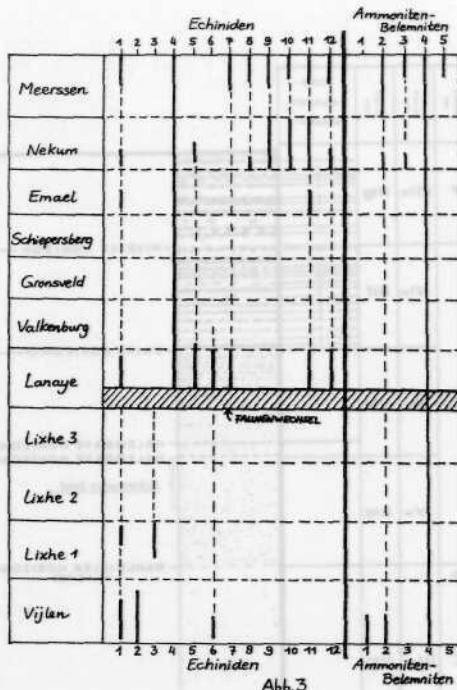 Echiniden
Ammoniten-
Belemniten
1 2 3 4 5 6 7 8 9 10 11 12 1 2 3 4 5
Meerssen
Nekum
Emael
Schiepersberg
Gronsveld
Valkenburg
Lanaye
FAUNENWECHSEL
Lixhe 3
Lixhe 2
Lixhe 1
Vijlen
1 2 3 4 5 6 7 8 9 10 11 12 1 2 3 4 5
Echiniden
Ammoniten-
Belemniten
Abb.3